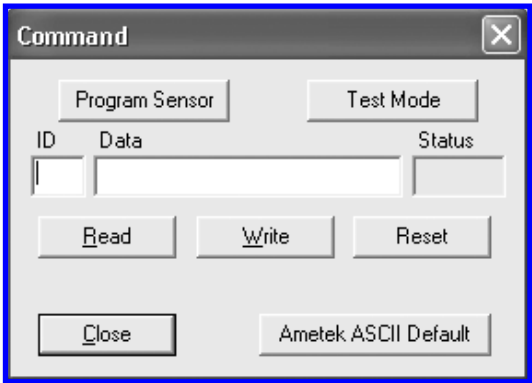 Command
Program Sensor Test Mode
ID Data Status
Read Write Reset
Close Ametek ASCII Default